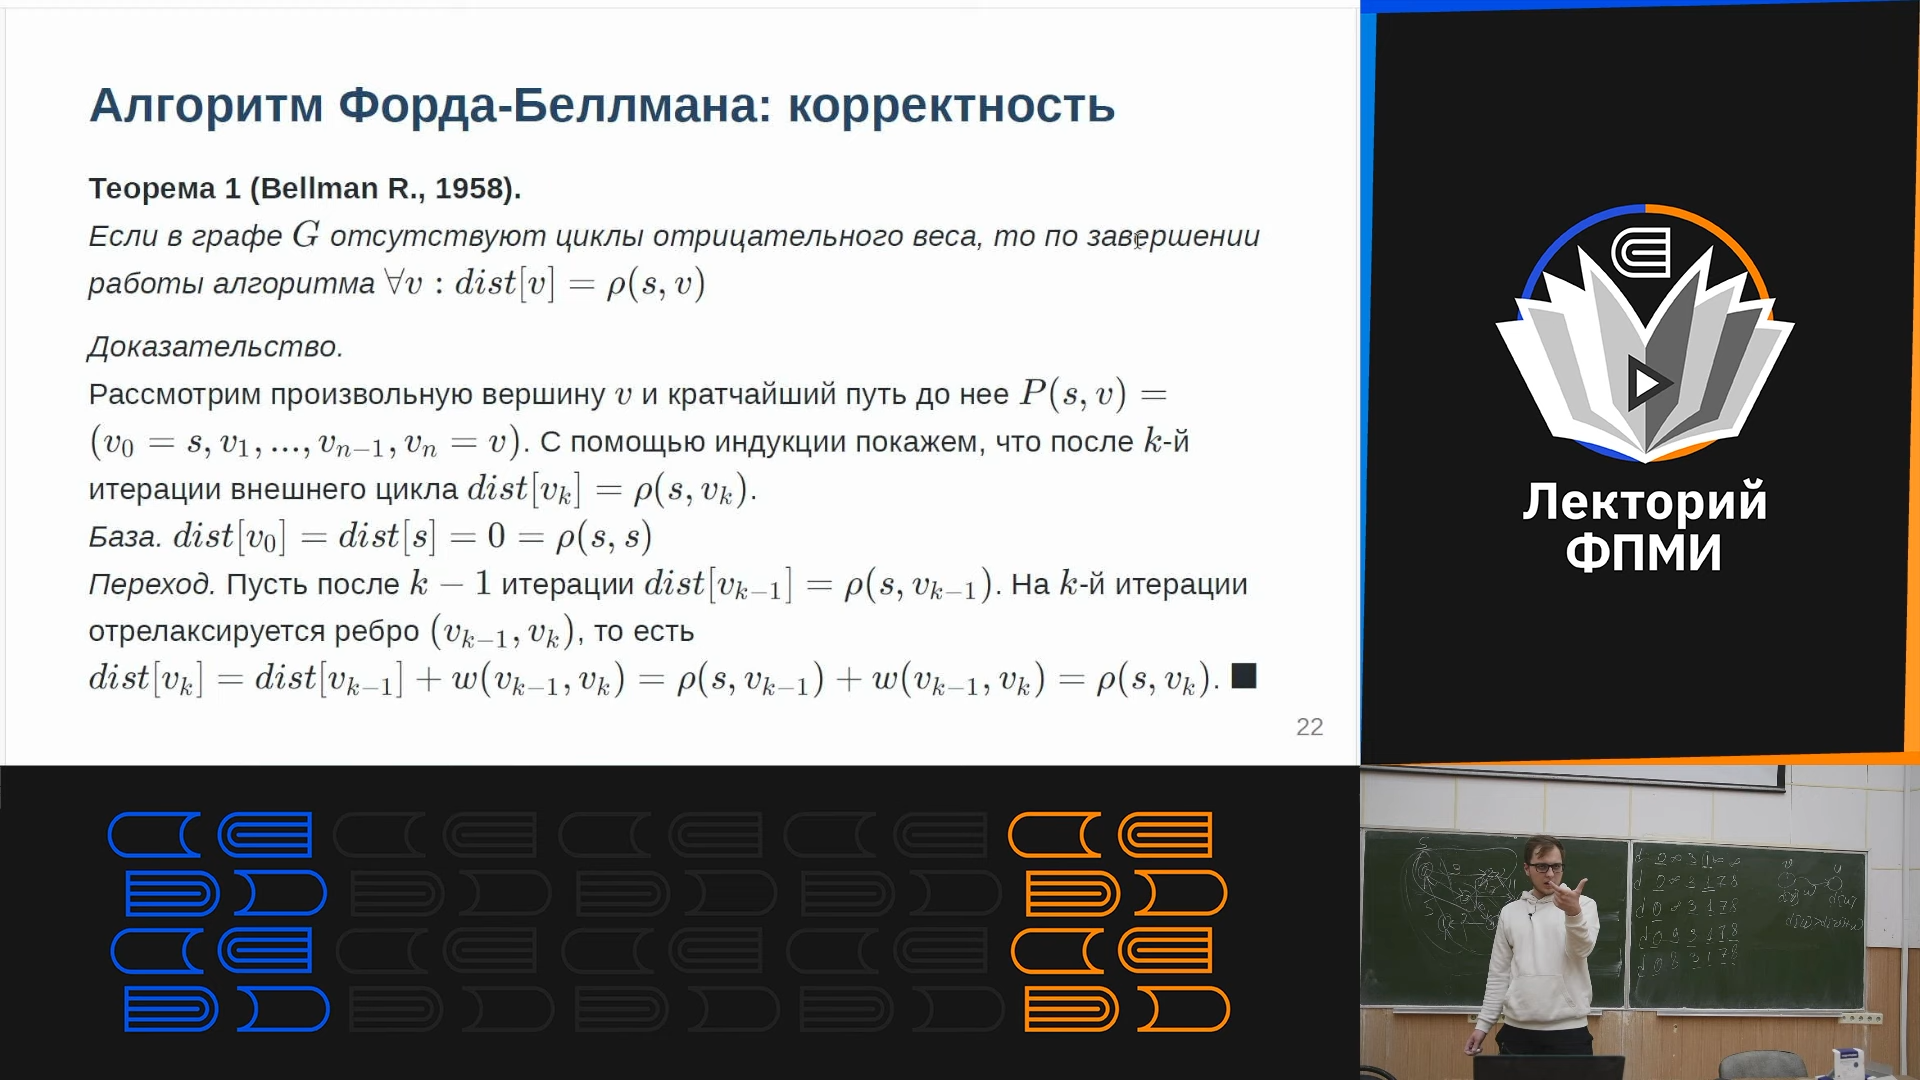 Алгоритм Форда-Беллмана: корректность
Теорема 1 (Bellman R., 1958).
Если в графе G отсутствуют циклы отрицательного веса, то по завершении
работы алгоритма ∀v : dist[v] = ρ(s, v)
Доказательство.
Рассмотрим произвольную вершину v и кратчайший путь до нее P(s, v) =
(v₀ = s, v₁, ..., vₙ₋₁, vₙ = v). С помощью индукции покажем, что после k-й
итерации внешнего цикла dist[vₖ] = ρ(s, vₖ).
База. dist[v₀] = dist[s] = 0 = ρ(s, s)
Переход. Пусть после k − 1 итерации dist[vₖ₋₁] = ρ(s, vₖ₋₁). На k-й итерации
отрелаксируется ребро (vₖ₋₁, vₖ), то есть
dist[vₖ] = dist[vₖ₋₁] + w(vₖ₋₁, vₖ) = ρ(s, vₖ₋₁) + w(vₖ₋₁, vₖ) = ρ(s, vₖ). ■
22
Лекторий
ФПМИ